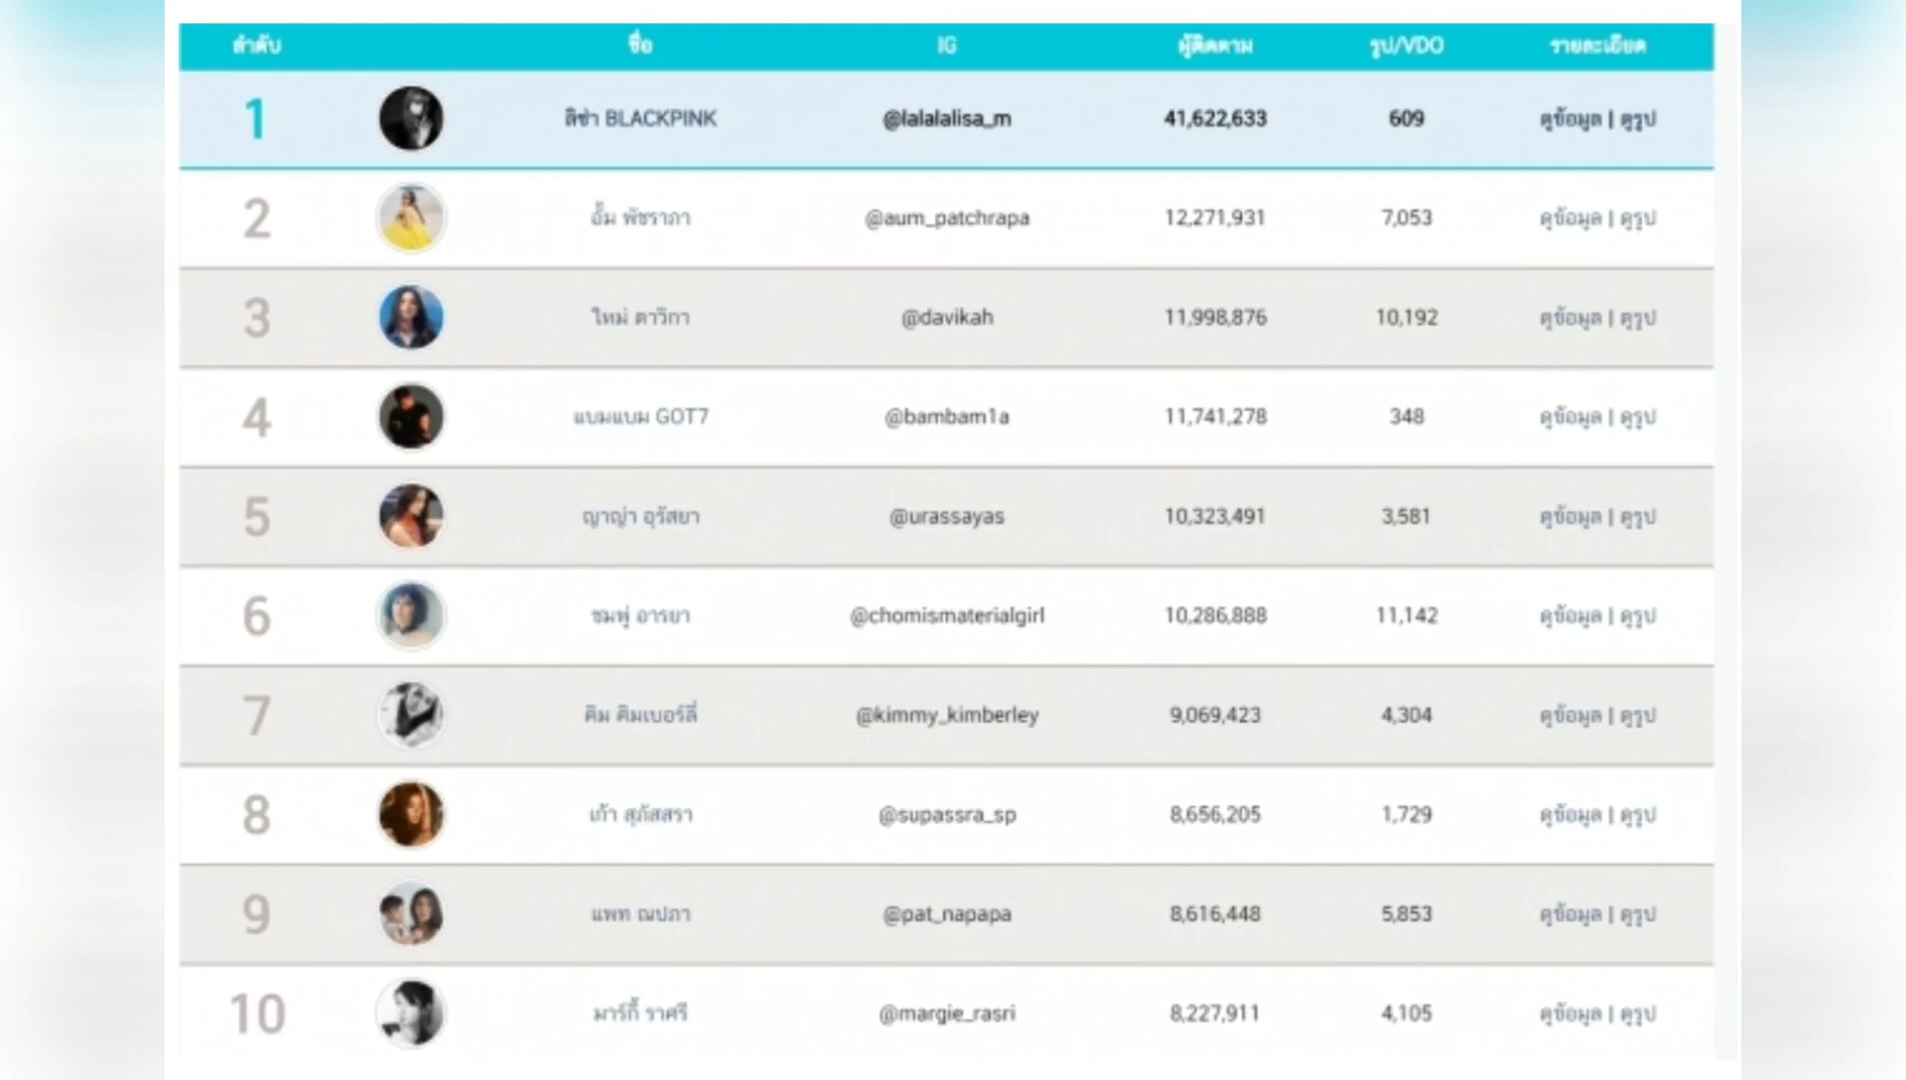 ลำดับ ชื่อ IG ผู้ติดตาม รูป/VDO รายละเอียด
1 ลิซ่า BLACKPINK @lalalalisa_m 41,622,633 609 ดูข้อมูล | ดูรูป
2 อั้ม พัชราภา @aum_patchrapa 12,271,931 7,053 ดูข้อมูล | ดูรูป
3 ใหม่ ดาวิกา @davikah 11,998,876 10,192 ดูข้อมูล | ดูรูป
4 แบมแบม GOT7 @bambam1a 11,741,278 348 ดูข้อมูล | ดูรูป
5 ญาญ่า อุรัสยา @urassayas 10,323,491 3,581 ดูข้อมูล | ดูรูป
6 ชมพู่ อารยา @chomismaterialgirl 10,286,888 11,142 ดูข้อมูล | ดูรูป
7 คิม คิมเบอร์ลี่ @kimmy_kimberley 9,069,423 4,304 ดูข้อมูล | ดูรูป
8 เก้า สุภัสสรา @supassra_sp 8,656,205 1,729 ดูข้อมูล | ดูรูป
9 แพท ณปภา @pat_napapa 8,616,448 5,853 ดูข้อมูล | ดูรูป
10 มาร์กี้ ราศรี @margie_rasri 8,227,911 4,105 ดูข้อมูล | ดูรูป